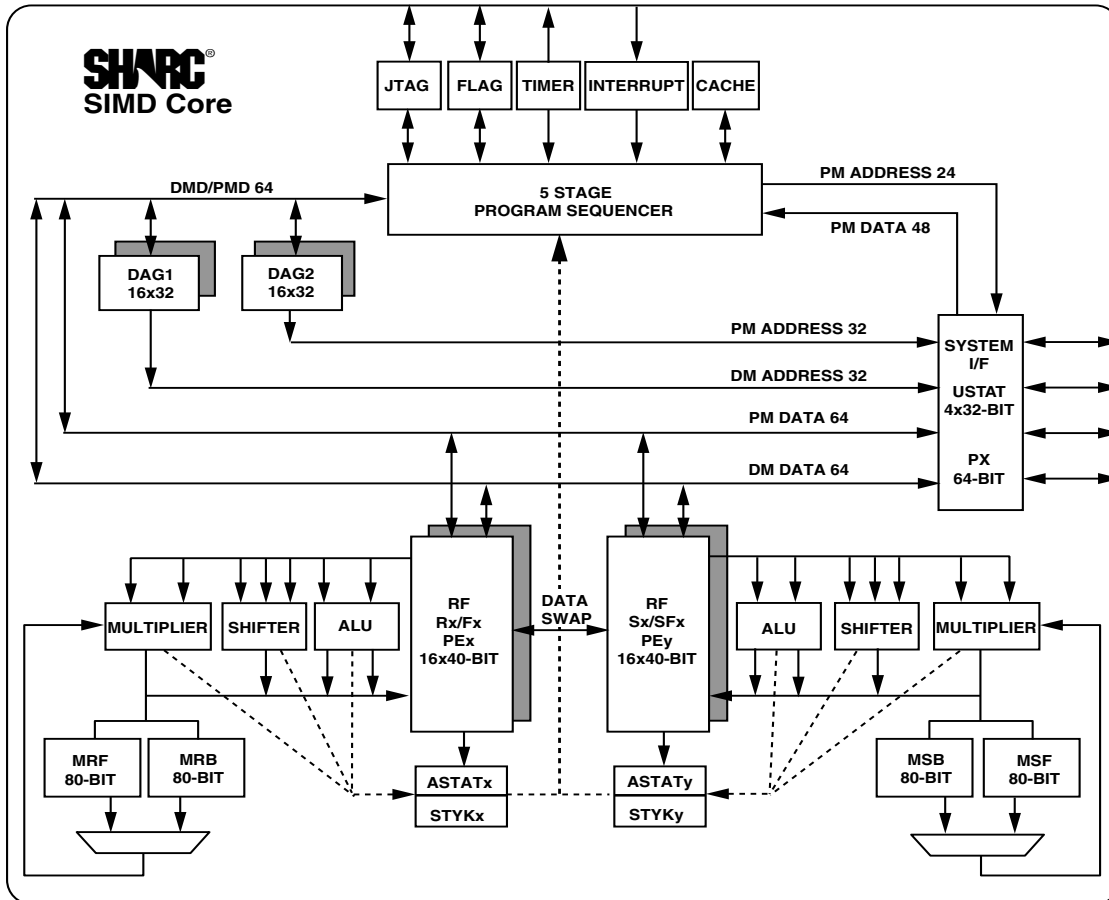 SHARC®
SIMD Core
JTAG
FLAG
TIMER
INTERRUPT
CACHE
5 STAGE
PROGRAM SEQUENCER
DMD/PMD 64
PM ADDRESS 24
PM DATA 48
DAG1
16x32
DAG2
16x32
PM ADDRESS 32
DM ADDRESS 32
PM DATA 64
DM DATA 64
SYSTEM
I/F
USTAT
4x32-BIT
PX
64-BIT
MULTIPLIER
SHIFTER
ALU
RF
Rx/Fx
PEx
16x40-BIT
DATA
SWAP
RF
Sx/SFx
PEy
16x40-BIT
ALU
SHIFTER
MULTIPLIER
MRF
80-BIT
MRB
80-BIT
ASTATx
STYKx
ASTATy
STYKy
MSB
80-BIT
MSF
80-BIT